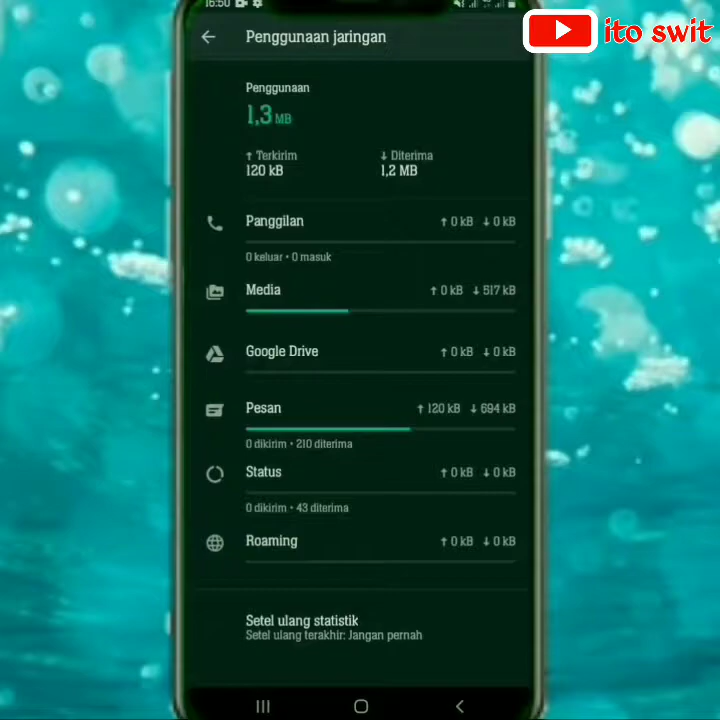 16:50
ito swit
Penggunaan jaringan
Penggunaan
1,3 MB
↑ Terkirim ↓ Diterima
120 kB 1,2 MB
Panggilan ↑ 0 kB ↓ 0 kB
0 keluar • 0 masuk
Media ↑ 0 kB ↓ 517 kB
Google Drive ↑ 0 kB ↓ 0 kB
Pesan ↑ 120 kB ↓ 694 kB
0 dikirim • 210 diterima
Status ↑ 0 kB ↓ 0 kB
0 dikirim • 43 diterima
Roaming ↑ 0 kB ↓ 0 kB
Setel ulang statistik
Setel ulang terakhir: Jangan pernah